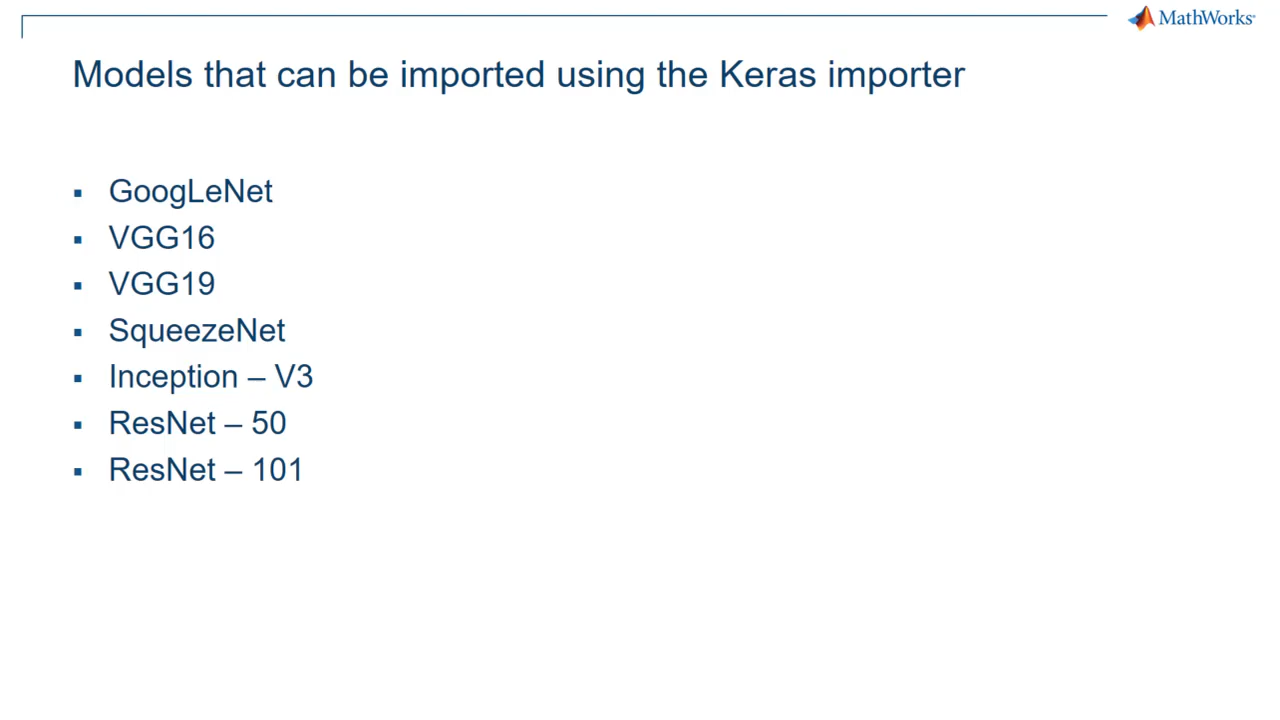 MathWorks
Models that can be imported using the Keras importer
▪ GoogLeNet
▪ VGG16
▪ VGG19
▪ SqueezeNet
▪ Inception – V3
▪ ResNet – 50
▪ ResNet – 101